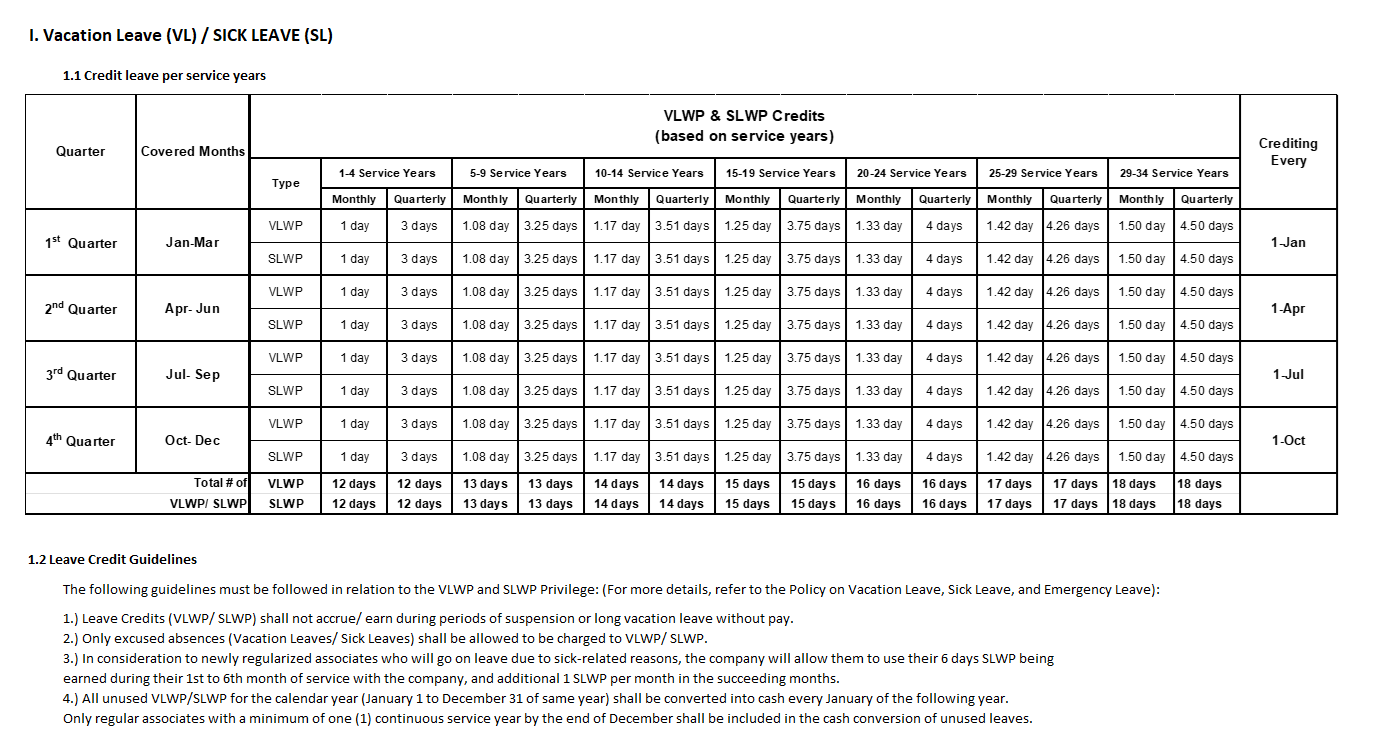 I. Vacation Leave (VL) / SICK LEAVE (SL)
1.1 Credit leave per service years
Quarter Covered Months VLWP & SLWP Credits Crediting
(based on service years) Every
Type 1-4 Service Years 5-9 Service Years 10-14 Service Years 15-19 Service Years 20-24 Service Years 25-29 Service Years 29-34 Service Years
Monthly Quarterly Monthly Quarterly Monthly Quarterly Monthly Quarterly Monthly Quarterly Monthly Quarterly Monthly Quarterly
1st Quarter Jan-Mar VLWP 1 day 3 days 1.08 day 3.25 days 1.17 day 3.51 days 1.25 day 3.75 days 1.33 day 4 days 1.42 day 4.26 days 1.50 day 4.50 days 1-Jan
SLWP 1 day 3 days 1.08 day 3.25 days 1.17 day 3.51 days 1.25 day 3.75 days 1.33 day 4 days 1.42 day 4.26 days 1.50 day 4.50 days
2nd Quarter Apr- Jun VLWP 1 day 3 days 1.08 day 3.25 days 1.17 day 3.51 days 1.25 day 3.75 days 1.33 day 4 days 1.42 day 4.26 days 1.50 day 4.50 days 1-Apr
SLWP 1 day 3 days 1.08 day 3.25 days 1.17 day 3.51 days 1.25 day 3.75 days 1.33 day 4 days 1.42 day 4.26 days 1.50 day 4.50 days
3rd Quarter Jul- Sep VLWP 1 day 3 days 1.08 day 3.25 days 1.17 day 3.51 days 1.25 day 3.75 days 1.33 day 4 days 1.42 day 4.26 days 1.50 day 4.50 days 1-Jul
SLWP 1 day 3 days 1.08 day 3.25 days 1.17 day 3.51 days 1.25 day 3.75 days 1.33 day 4 days 1.42 day 4.26 days 1.50 day 4.50 days
4th Quarter Oct- Dec VLWP 1 day 3 days 1.08 day 3.25 days 1.17 day 3.51 days 1.25 day 3.75 days 1.33 day 4 days 1.42 day 4.26 days 1.50 day 4.50 days 1-Oct
SLWP 1 day 3 days 1.08 day 3.25 days 1.17 day 3.51 days 1.25 day 3.75 days 1.33 day 4 days 1.42 day 4.26 days 1.50 day 4.50 days
Total # of VLWP 12 days 12 days 13 days 13 days 14 days 14 days 15 days 15 days 16 days 16 days 17 days 17 days 18 days 18 days
VLWP/ SLWP SLWP 12 days 12 days 13 days 13 days 14 days 14 days 15 days 15 days 16 days 16 days 17 days 17 days 18 days 18 days
1.2 Leave Credit Guidelines
The following guidelines must be followed in relation to the VLWP and SLWP Privilege: (For more details, refer to the Policy on Vacation Leave, Sick Leave, and Emergency Leave):
1.) Leave Credits (VLWP/ SLWP) shall not accrue/ earn during periods of suspension or long vacation leave without pay.
2.) Only excused absences (Vacation Leaves/ Sick Leaves) shall be allowed to be charged to VLWP/ SLWP.
3.) In consideration to newly regularized associates who will go on leave due to sick-related reasons, the company will allow them to use their 6 days SLWP being
earned during their 1st to 6th month of service with the company, and additional 1 SLWP per month in the succeeding months.
4.) All unused VLWP/SLWP for the calendar year (January 1 to December 31 of same year) shall be converted into cash every January of the following year.
Only regular associates with a minimum of one (1) continuous service year by the end of December shall be included in the cash conversion of unused leaves.